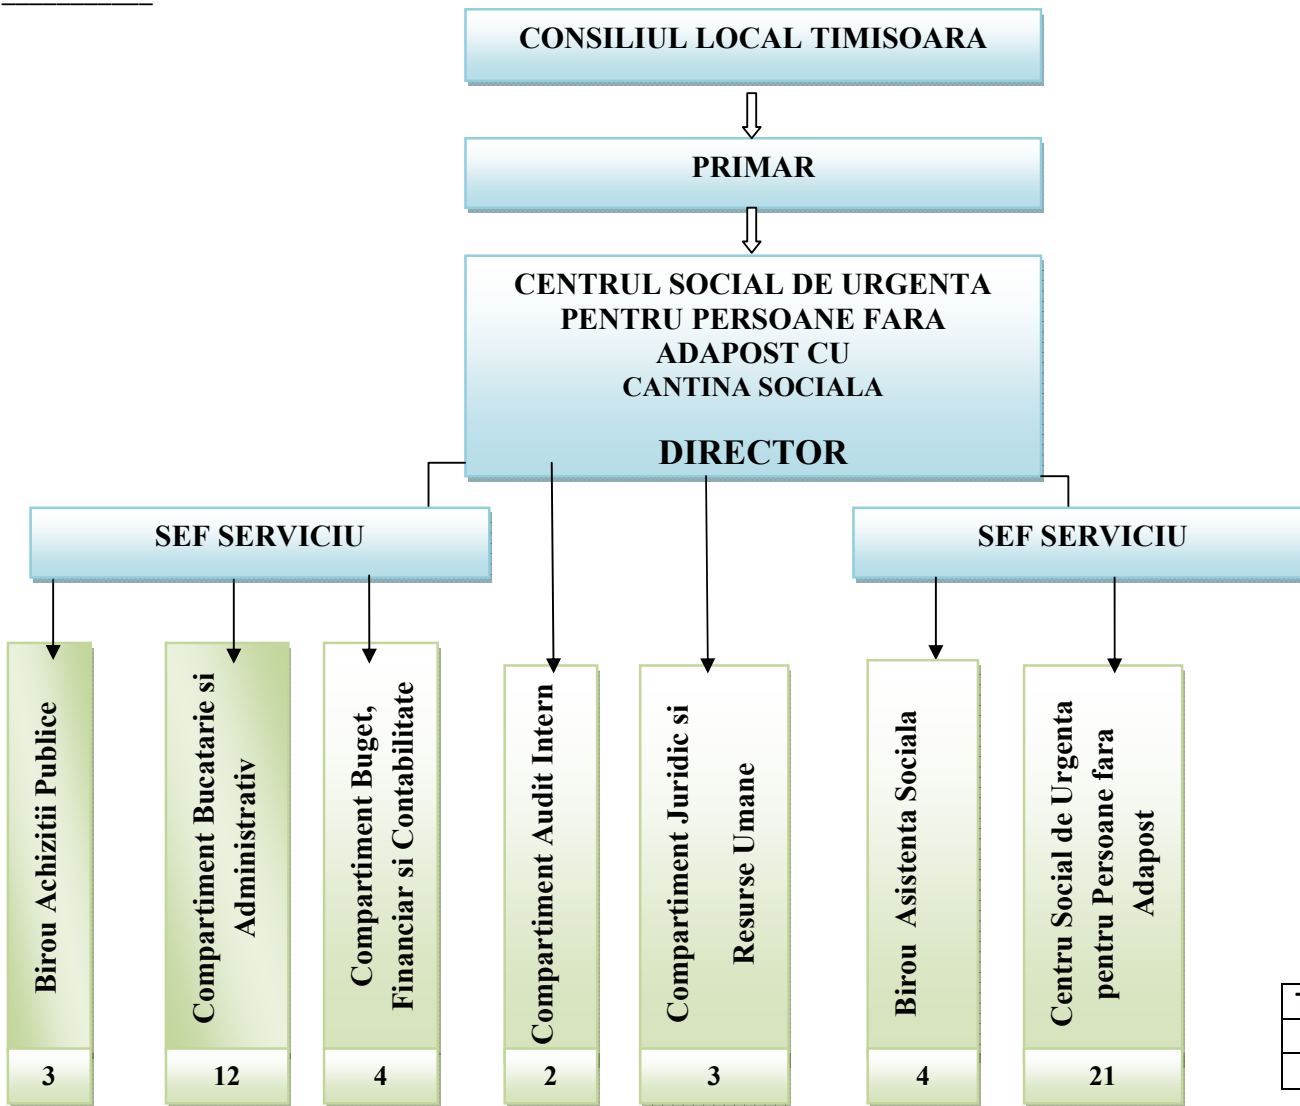 CONSILIUL LOCAL TIMISOARA
PRIMAR
CENTRUL SOCIAL DE URGENTA
PENTRU PERSOANE FARA
ADAPOST CU
CANTINA SOCIALA
DIRECTOR
SEF SERVICIU
SEF SERVICIU
Birou Achizitii Publice
3
Compartiment Bucatarie si
Administrativ
12
Compartiment Buget,
Financiar si Contabilitate
4
Compartiment Audit Intern
2
Compartiment Juridic si
Resurse Umane
3
Birou Asistenta Sociala
4
Centru Social de Urgenta
pentru Persoane fara
Adapost
21